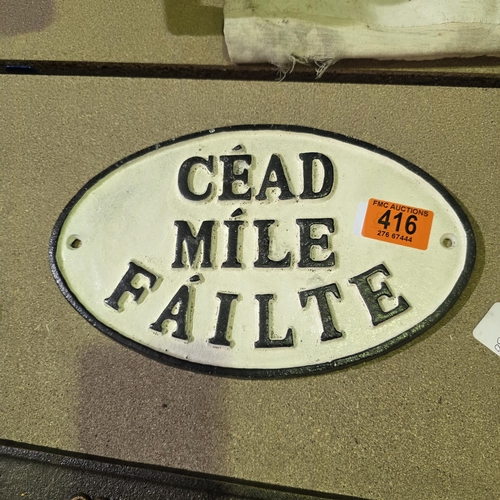 CÉAD
MÍLE
FÁILTE
FMC AUCTIONS
416
278 67444